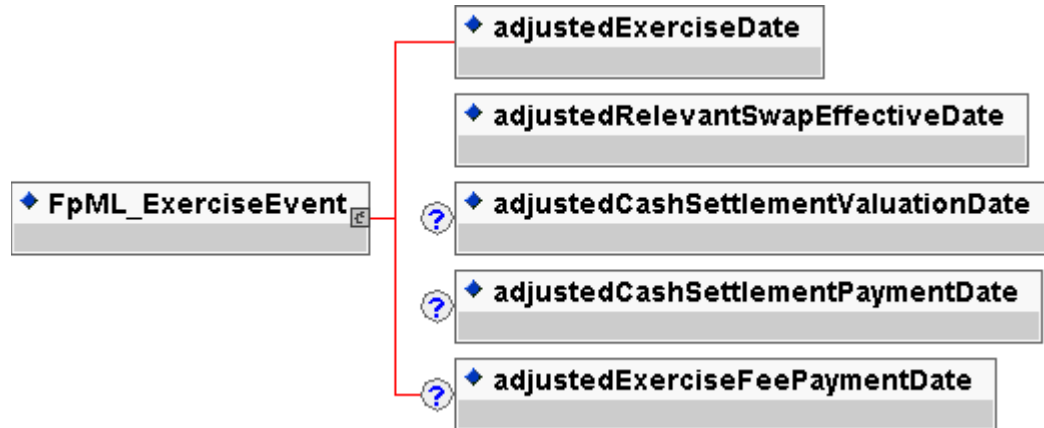 adjustedExerciseDate
adjustedRelevantSwapEffectiveDate
FpML_ExerciseEvent
?
adjustedCashSettlementValuationDate
?
adjustedCashSettlementPaymentDate
?
adjustedExerciseFeePaymentDate